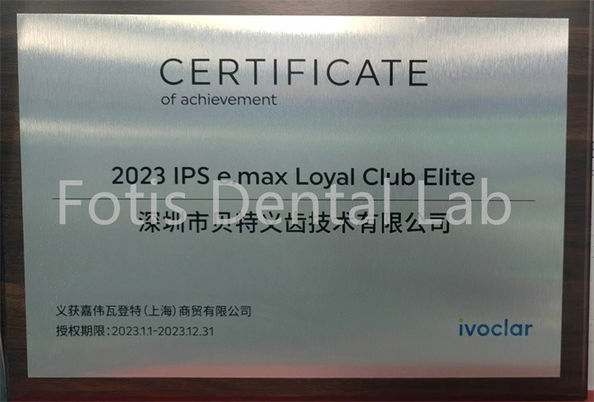 CERTIFICATE
of achievement
2023 IPS e.max Loyal Club Elite
Fotis Dental Lab
深圳市贝特义齿技术有限公司
义获嘉伟瓦登特(上海)商贸有限公司
授权期限:2023.1.1-2023.12.31
ivoclar